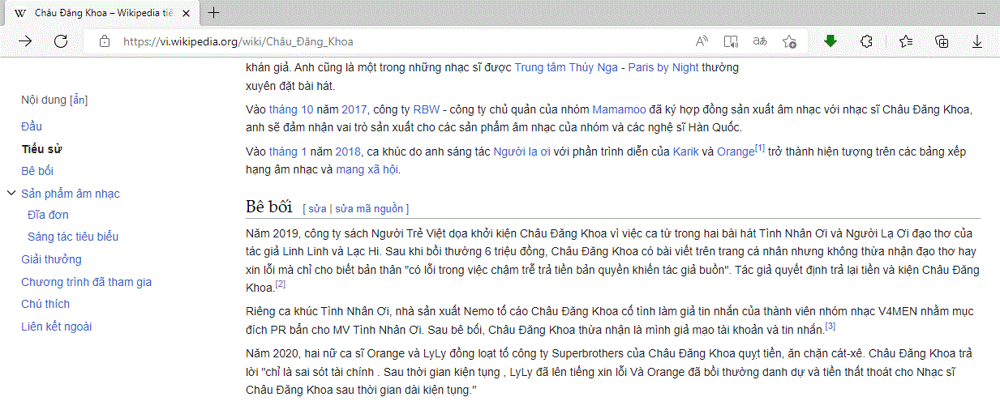 Châu Đăng Khoa – Wikipedia tiế
https://vi.wikipedia.org/wiki/Châu_Đăng_Khoa
Nội dung [ẩn]
Đầu
Tiểu sử
Bê bối
Sản phẩm âm nhạc
Đĩa đơn
Sáng tác tiêu biểu
Giải thưởng
Chương trình đã tham gia
Chú thích
Liên kết ngoài
khán giả. Anh cũng là một trong những nhạc sĩ được Trung tâm Thúy Nga - Paris by Night thường
xuyên đặt bài hát.
Vào tháng 10 năm 2017, công ty RBW - công ty chủ quản của nhóm Mamamoo đã ký hợp đồng sản xuất âm nhạc với nhạc sĩ Châu Đăng Khoa,
anh sẽ đảm nhận vai trò sản xuất cho các sản phẩm âm nhạc của nhóm và các nghệ sĩ Hàn Quốc.
Vào tháng 1 năm 2018, ca khúc do anh sáng tác Người lạ ơi với phần trình diễn của Karik và Orange[1] trở thành hiện tượng trên các bảng xếp
hạng âm nhạc và mạng xã hội.
Bê bối [ sửa | sửa mã nguồn ]
Năm 2019, công ty sách Người Trẻ Việt dọa khởi kiện Châu Đăng Khoa vì việc ca từ trong hai bài hát Tình Nhân Ơi và Người Lạ Ơi đạo thơ của
tác giả Linh Linh và Lạc Hi. Sau khi bồi thường 6 triệu đồng, Châu Đăng Khoa có bài viết trên trang cá nhân nhưng không thừa nhận đạo thơ hay
xin lỗi mà chỉ cho biết bản thân "có lỗi trong việc chậm trễ trả tiền bản quyền khiến tác giả buồn". Tác giả quyết định trả lại tiền và kiện Châu Đăng
Khoa.[2]
Riêng ca khúc Tình Nhân Ơi, nhà sản xuất Nemo tố cáo Châu Đăng Khoa cố tình làm giả tin nhắn của thành viên nhóm nhạc V4MEN nhằm mục
đích PR bẩn cho MV Tình Nhân Ơi. Sau bê bối, Châu Đăng Khoa thừa nhận là mình giả mạo tài khoản và tin nhắn.[3]
Năm 2020, hai nữ ca sĩ Orange và LyLy đồng loạt tố công ty Superbrothers của Châu Đăng Khoa quỵt tiền, ăn chặn cát-xê. Châu Đăng Khoa trả
lời "chỉ là sai sót tài chính . Sau thời gian kiện tụng , LyLy đã lên tiếng xin lỗi Và Orange đã bồi thường danh dự và tiền thất thoát cho Nhạc sĩ
Châu Đăng Khoa sau thời gian dài kiện tụng."